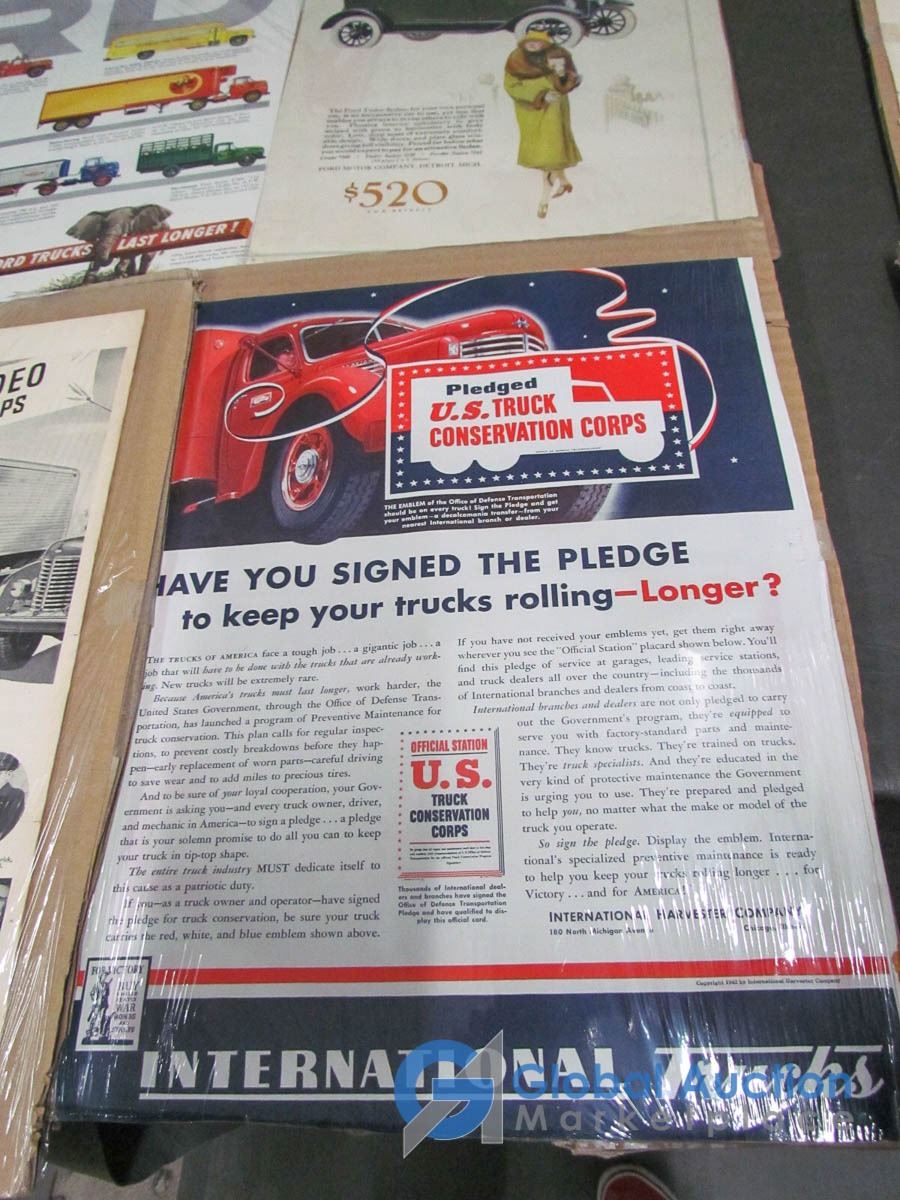 RD
ORD TRUCKS LAST LONGER!
FORD MOTOR COMPANY, DETROIT, MICH.
$520
DEO
PS
Pledged
U.S. TRUCK
CONSERVATION CORPS
THE EMBLEM of the Office of Defense Transportation
should be on every truck! Sign the Pledge and get
your emblem—a decalcomania transfer—from your
nearest International branch or dealer.
HAVE YOU SIGNED THE PLEDGE
to keep your trucks rolling—Longer?
THE TRUCKS OF AMERICA face a tough job...a gigantic job...a
job that will have to be done with the trucks that are already work-
ing. New trucks will be extremely rare.
Because America's trucks must last longer, work harder, the
United States Government, through the Office of Defense Trans-
portation, has launched a program of Preventive Maintenance for
truck conservation. This plan calls for regular inspec-
tions, to prevent costly breakdowns before they hap-
pen—early replacement of worn parts—careful driving
to save wear and to add miles to precious tires.
And to be sure of your loyal cooperation, your Gov-
ernment is asking you—and every truck owner, driver,
and mechanic in America—to sign a pledge...a pledge
that is your solemn promise to do all you can to keep
your truck in tip-top shape.
The entire truck industry MUST dedicate itself to
this cause as a patriotic duty.
If you—as a truck owner and operator—have signed
the pledge for truck conservation, be sure your truck
carries the red, white, and blue emblem shown above.
OFFICIAL STATION
U.S.
TRUCK
CONSERVATION
CORPS
Thousands of International deal-
ers and branches have signed the
Office of Defense Transportation
Pledge and have qualified to dis-
play this official card.
If you have not received your emblems yet, get them right away
wherever you see the "Official Station" placard shown below. You'll
find this pledge of service at garages, leading service stations,
and truck dealers all over the country—including the thousands
of International branches and dealers from coast to coast.
International branches and dealers are not only pledged to carry
out the Government's program, they're equipped to
serve you with factory-standard parts and mainte-
nance. They know trucks. They're trained on trucks.
They're truck specialists. And they're educated in the
very kind of protective maintenance the Government
is urging you to use. They're prepared and pledged
to help you, no matter what the make or model of the
truck you operate.
So sign the pledge. Display the emblem. Interna-
tional's specialized preventive maintenance is ready
to help you keep your trucks rolling longer....for
Victory...and for AMERICA!
INTERNATIONAL HARVESTER COMPANY
180 North Michigan Avenue Chicago, Illinois
Copyright 1942 by International Harvester Company
FOR VICTORY
BUY
UNITED
STATES
WAR
BONDS
AND
STAMPS
INTERNATIONAL Trucks
Global Auction
Marketplace